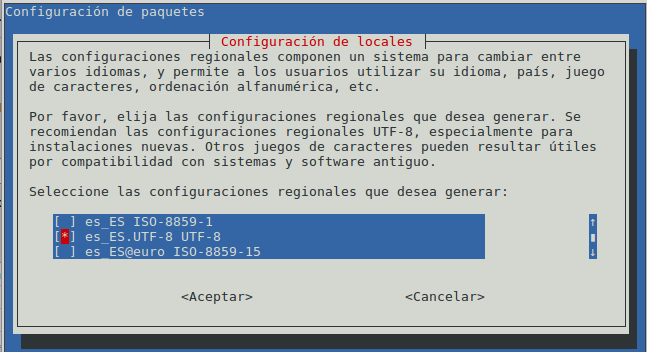 Configuración de paquetes
Configuración de locales
Las configuraciones regionales componen un sistema para cambiar entre
varios idiomas, y permite a los usuarios utilizar su idioma, país, juego
de caracteres, ordenación alfanumérica, etc.
Por favor, elija las configuraciones regionales que desea generar. Se
recomiendan las configuraciones regionales UTF-8, especialmente para
instalaciones nuevas. Otros juegos de caracteres pueden resultar útiles
por compatibilidad con sistemas y software antiguo.
Seleccione las configuraciones regionales que desea generar:
[ ] es_ES ISO-8859-1
[*] es_ES.UTF-8 UTF-8
[ ] es_ES@euro ISO-8859-15
<Aceptar> <Cancelar>